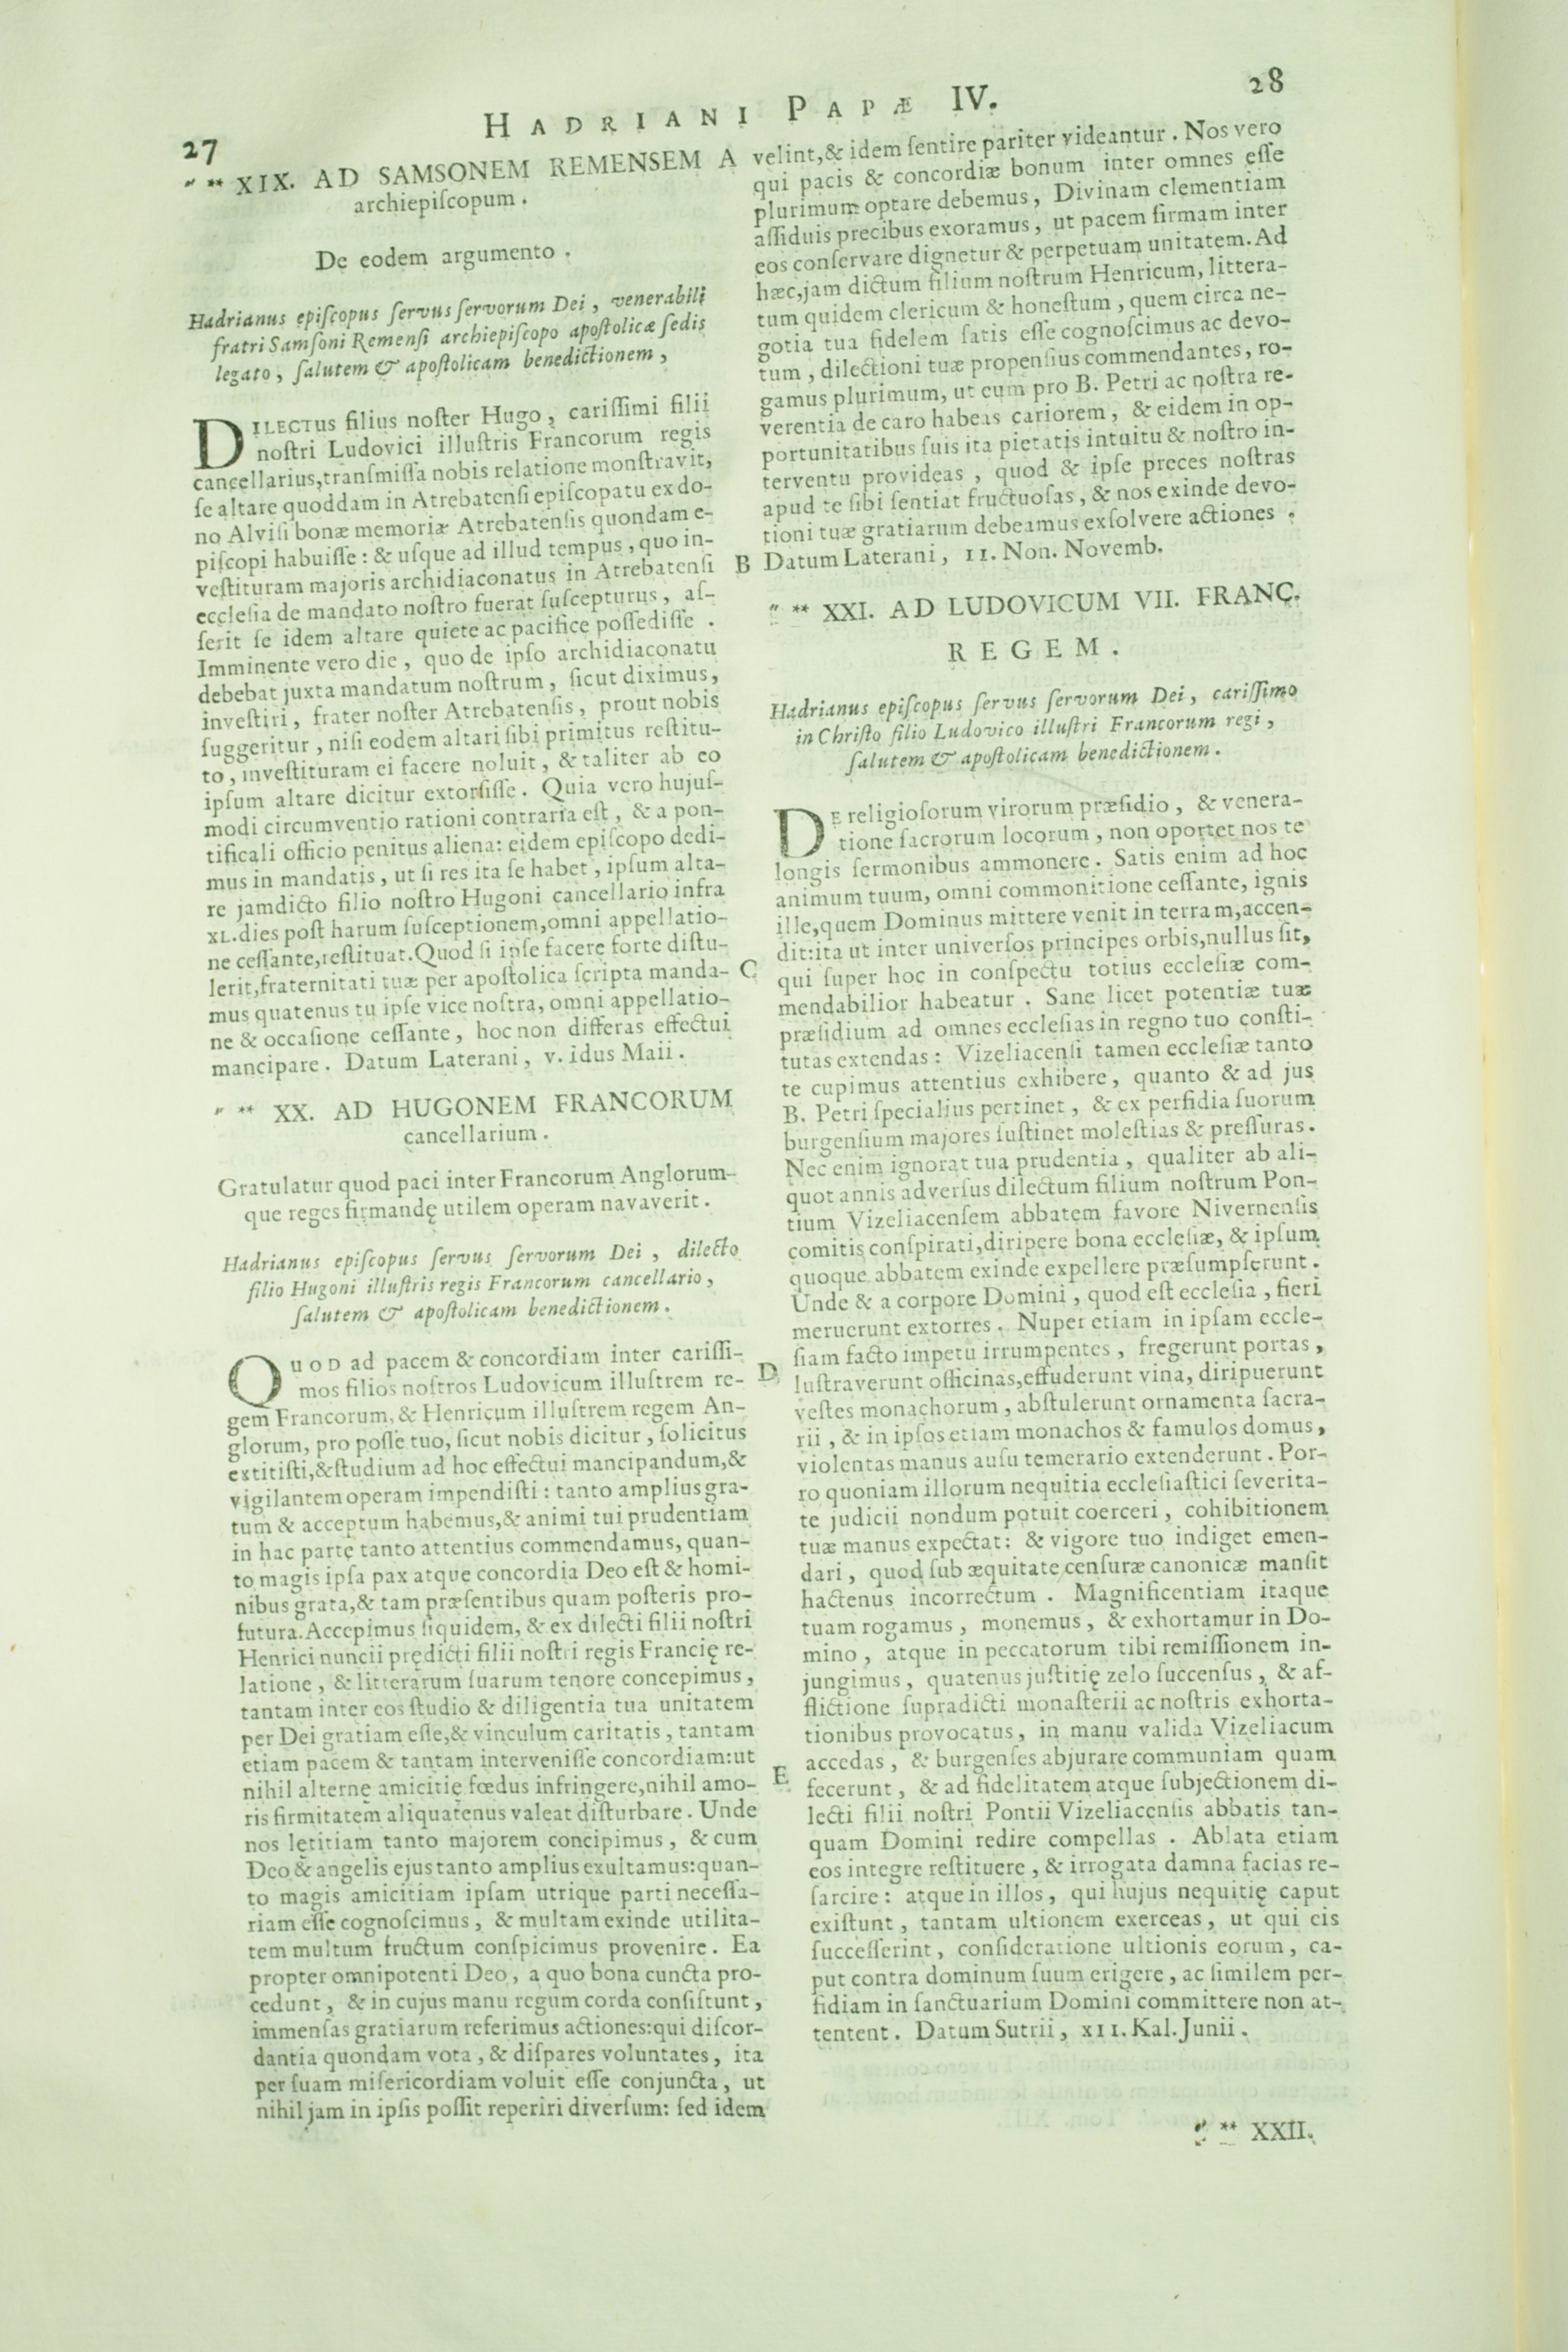 27
HADRIANI PAPÆ IV.
28
" ** XIX. AD SAMSONEM REMENSEM
archiepiſcopum.
De eodem argumento.
Hadrianus epiſcopus ſervus ſervorum Dei, venerabili
fratri Samſoni Remenſi archiepiſcopo apoſtolicæ ſedis
legato, ſalutem & apoſtolicam benedictionem,
DILECTUS filius noſter Hugo, cariſſimi filii
noſtri Ludovici illuſtris Francorum regis
cancellarius, tranſmiſſa nobis relatione monſtravit,
ſe altare quoddam in Atrebatenſi epiſcopatu ex do-
no Alviſi bonæ memoriæ Atrebatenſis quondam e-
piſcopi habuiſſe: & uſque ad illud tempus, quo in-
veſtituram majoris archidiaconatus in Atrebatenſi
eccleſia de mandato noſtro fuerat ſuſcepturus, aſ-
ſerit ſe idem altare quiete ac pacifice poſſediſſe.
Imminente vero die, quo de ipſo archidiaconatu
debebat juxta mandatum noſtrum, ſicut diximus,
inveſtiri, frater noſter Atrebatenſis, prout nobis
ſuggeritur, niſi eodem altari ſibi primitus reſtitu-
to, inveſtituram ei facere noluit, & taliter ab eo
ipſum altare dicitur extorſiſſe. Quia vero hujuſ-
modi circumventio rationi contraria eſt, & a pon-
tificali officio penitus aliena: eidem epiſcopo dedi-
mus in mandatis, ut ſi res ita ſe habet, ipſum alta-
re jamdicto filio noſtro Hugoni cancellario infra
XL. dies poſt harum ſuſceptionem, omni appellatio-
ne ceſſante, reſtituat. Quod ſi ipſe facere forte diſtu-
lerit, fraternitati tuæ per apoſtolica ſcripta manda-
mus quatenus tu ipſe vice noſtra, omni appellatio-
ne & occaſione ceſſante, hoc non differas effectui
mancipare. Datum Laterani, v. idus Maii.
" ** XX. AD HUGONEM FRANCORUM
cancellarium.
Gratulatur quod paci inter Francorum Anglorum-
que reges firmandę utilem operam navaverit.
Hadrianus epiſcopus ſervus ſervorum Dei, dilecto
filio Hugoni illuſtris regis Francorum cancellario,
ſalutem & apoſtolicam benedictionem.
QUOD ad pacem & concordiam inter cariſſi-
mos filios noſtros Ludovicum illuſtrem re-
gem Francorum, & Henricum illuſtrem regem An-
glorum, pro poſſe tuo, ſicut nobis dicitur, ſolicitus
extitiſti, & ſtudium ad hoc effectui mancipandum, &
vigilantem operam impendiſti: tanto amplius gra-
tum & acceptum habemus, & animi tui prudentiam
in hac parte tanto attentius commendamus, quan-
to magis ipſa pax atque concordia Deo eſt & homi-
nibus grata, & tam præſentibus quam poſteris pro-
futura. Accepimus ſiquidem, & ex dilecti filii noſtri
Henrici nuncii prędicti filii noſtri regis Francię re-
latione, & litterarum ſuarum tenore concepimus,
tantam inter eos ſtudio & diligentia tua unitatem
per Dei gratiam eſſe, & vinculum caritatis, tantam
etiam pacem & tantam interveniſſe concordiam: ut
nihil alternę amicitię fœdus infringere, nihil amo-
ris firmitatem aliquatenus valeat diſturbare. Unde
nos lętitiam tanto majorem concipimus, & cum
Deo & angelis ejus tanto amplius exultamus: quan-
to magis amicitiam ipſam utrique parti neceſſa-
riam eſſe cognoſcimus, & multam exinde utilita-
tem multum fructum conſpicimus provenire. Ea
propter omnipotenti Deo, a quo bona cuncta pro-
cedunt, & in cujus manu regum corda conſiſtunt,
immenſas gratiarum referimus actiones: qui diſcor-
dantia quondam vota, & diſpares voluntates, ita
per ſuam miſericordiam voluit eſſe conjuncta, ut
nihil jam in ipſis poſſit reperiri diverſum: ſed idem
A
B
C
D
E
velint, & idem ſentire pariter videantur. Nos vero
qui pacis & concordiæ bonum inter omnes eſſe
plurimum optare debemus, Divinam clementiam
aſſiduis precibus exoramus, ut pacem firmam inter
eos conſervare dignetur & perpetuam unitatem. Ad
hæc, jam dictum filium noſtrum Henricum, littera-
tum quidem clericum & honeſtum, quem circa ne-
gotia tua fidelem ſatis eſſe cognoſcimus ac devo-
tum, dilectioni tuæ propenſius commendantes, ro-
gamus plurimum, ut eum pro B. Petri ac noſtra re-
verentia de caro habeas cariorem, & eidem in op-
portunitatibus ſuis ita pietatis intuitu & noſtro in-
terventu provideas, quod & ipſe preces noſtras
apud te ſibi ſentiat fructuoſas, & nos exinde devo-
tioni tuæ gratiarum debeamus exſolvere actiones.
Datum Laterani, II. Non. Novemb.
" ** XXI. AD LUDOVICUM VII. FRANC.
REGEM.
Hadrianus epiſcopus ſervus ſervorum Dei, cariſſimo
in Chriſto filio Ludovico illuſtri Francorum regi,
ſalutem & apoſtolicam benedictionem.
DE religioſorum virorum præſidio, & venera-
tione ſacrorum locorum, non oportet nos te
longis ſermonibus ammonere. Satis enim ad hoc
animum tuum, omni commonitione ceſſante, ignis
ille, quem Dominus mittere venit in terram, accen-
dit: ita ut inter univerſos principes orbis, nullus ſit,
qui ſuper hoc in conſpectu totius eccleſiæ com-
mendabilior habeatur. Sane licet potentiæ tuæ
præſidium ad omnes eccleſias in regno tuo conſti-
tutas extendas: Vizeliacenſi tamen eccleſiæ tanto
te cupimus attentius exhibere, quanto & ad jus
B. Petri ſpecialius pertinet, & ex perfidia ſuorum
burgenſium majores ſuſtinet moleſtias & preſſuras.
Nec enim ignorat tua prudentia, qualiter ab ali-
quot annis adverſus dilectum filium noſtrum Pon-
tium Vizeliacenſem abbatem favore Nivernenſis
comitis conſpirati, diripere bona eccleſiæ, & ipſum
quoque abbatem exinde expellere præſumpſerunt.
Unde & a corpore Domini, quod eſt eccleſia, fieri
meruerunt extorres. Nuper etiam in ipſam eccle-
ſiam facto impetu irrumpentes, fregerunt portas,
luſtraverunt officinas, effuderunt vina, diripuerunt
veſtes monachorum, abſtulerunt ornamenta ſacra-
rii, & in ipſos etiam monachos & famulos domus,
violentas manus auſu temerario extenderunt. Por-
ro quoniam illorum nequitia eccleſiaſtici ſeverita-
te judicii nondum potuit coerceri, cohibitionem
tuæ manus expectat: & vigore tuo indiget emen-
dari, quod ſub æquitate cenſuræ canonicæ manſit
hactenus incorrectum. Magnificentiam itaque
tuam rogamus, monemus, & exhortamur in Do-
mino, atque in peccatorum tibi remiſſionem in-
jungimus, quatenus juſtitię zelo ſuccenſus, & af-
flictione ſupradicti monaſterii ac noſtris exhorta-
tionibus provocatus, in manu valida Vizeliacum
accedas, & burgenſes abjurare communiam quam
fecerunt, & ad fidelitatem atque ſubjectionem di-
lecti filii noſtri Pontii Vizeliacenſis abbatis tan-
quam Domini redire compellas. Ablata etiam
eos integre reſtituere, & irrogata damna facias re-
ſarcire: atque in illos, qui hujus nequitię caput
exiſtunt, tantam ultionem exerceas, ut qui eis
ſucceſſerint, conſideratione ultionis eorum, ca-
put contra dominum ſuum erigere, ac ſimilem per-
fidiam in ſanctuarium Domini committere non at-
tentent. Datum Sutrii, XII. Kal. Junii.
" ** XXII.